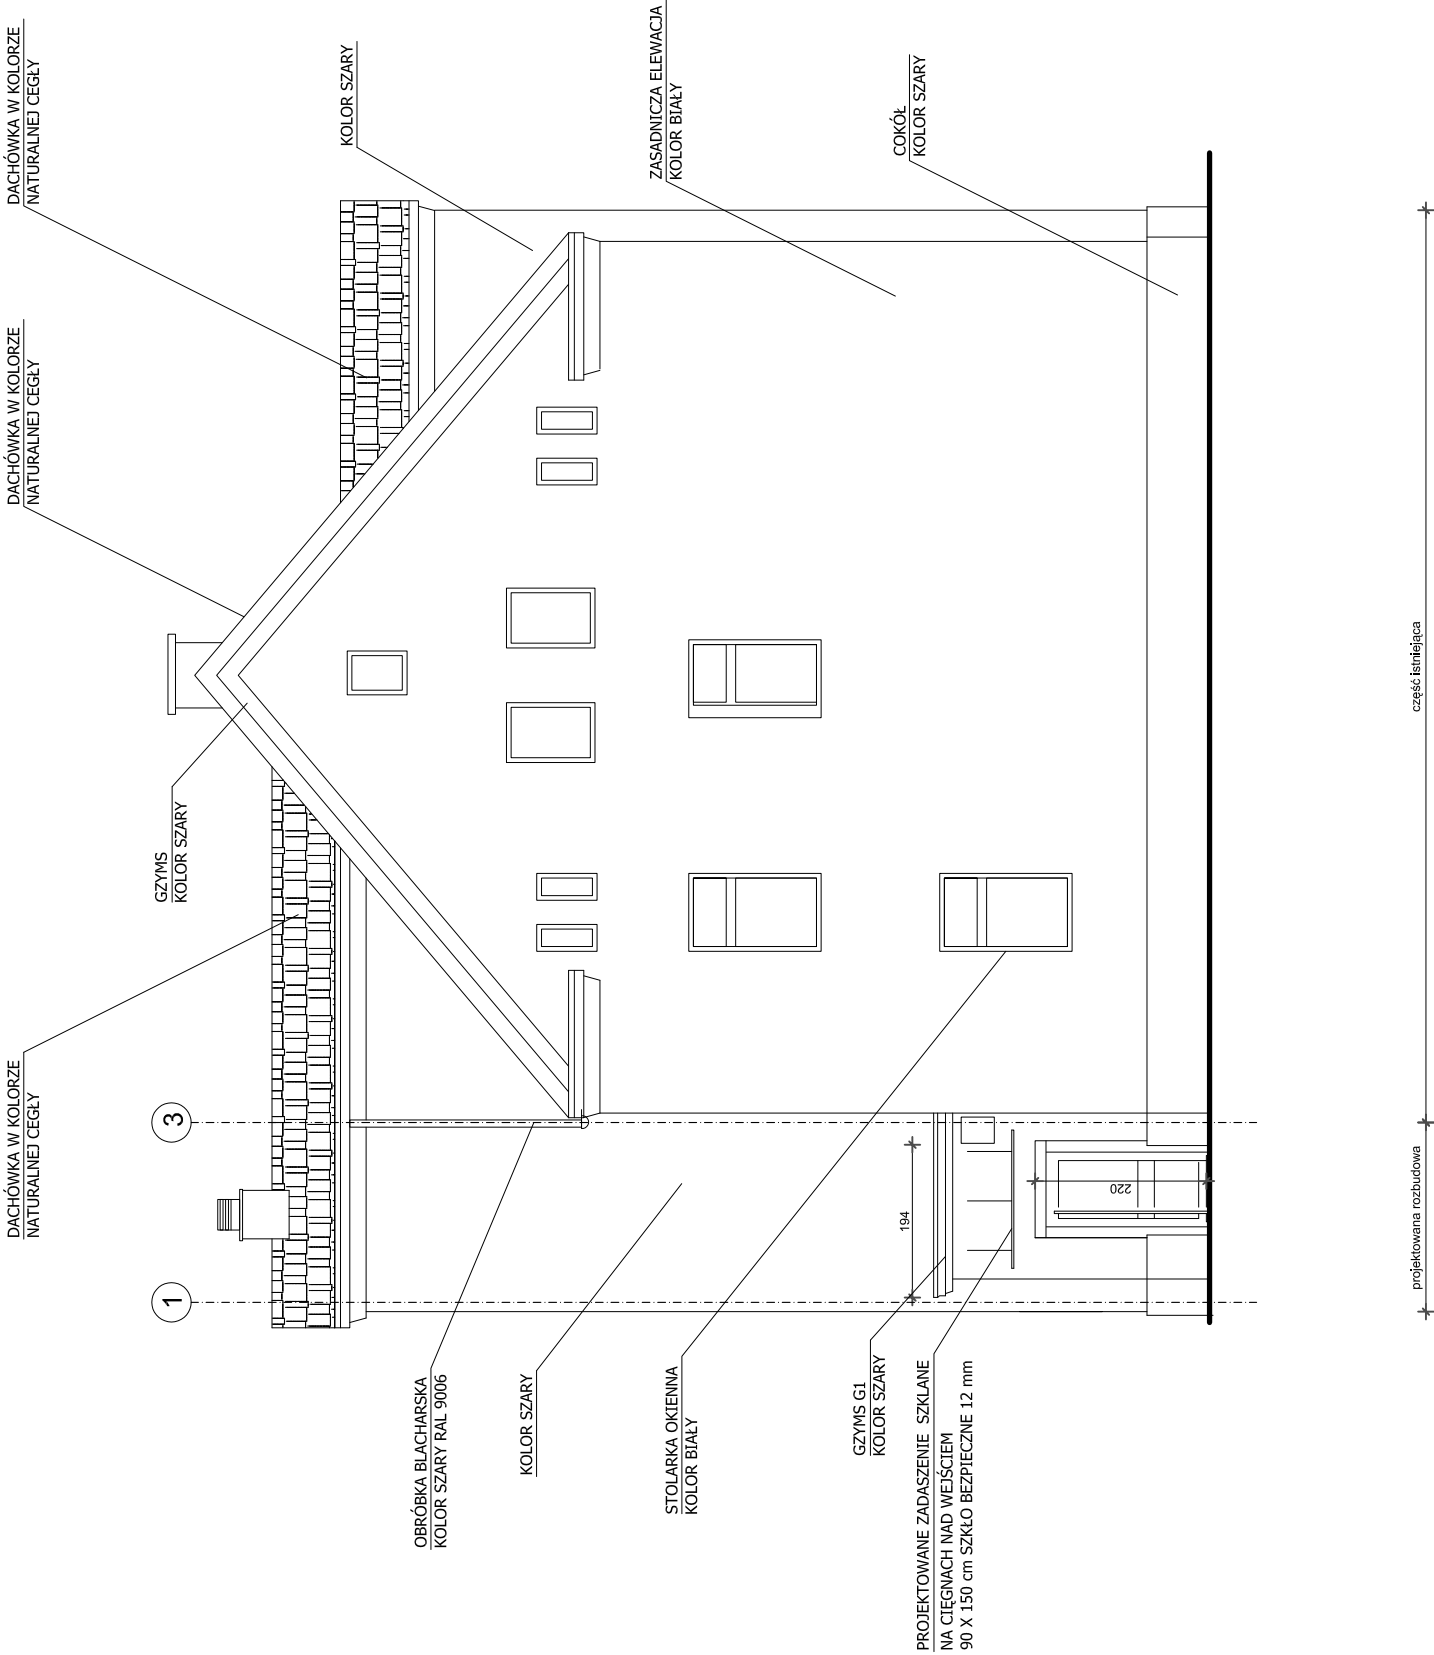 DACHÓWKA W KOLORZE
NATURALNEJ CEGŁY
DACHÓWKA W KOLORZE
NATURALNEJ CEGŁY
DACHÓWKA W KOLORZE
NATURALNEJ CEGŁY
GZYMS
KOLOR SZARY
KOLOR SZARY
ZASADNICZA ELEWACJA
KOLOR BIAŁY
COKÓŁ
KOLOR SZARY
1
3
OBRÓBKA BLACHARSKA
KOLOR SZARY RAL 9006
KOLOR SZARY
STOLARKA OKIENNA
KOLOR BIAŁY
GZYMS G1
KOLOR SZARY
PROJEKTOWANE ZADASZENIE SZKLANE
NA CIĘGNACH NAD WEJŚCIEM
90 X 150 cm SZKŁO BEZPIECZNE 12 mm
194
220
projektowana rozbudowa
część istniejąca